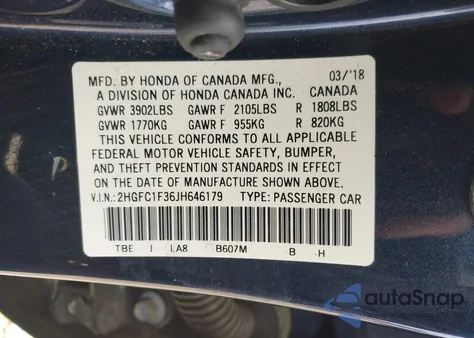 MFD. BY HONDA OF CANADA MFG., 03/'18
A DIVISION OF HONDA CANADA INC. CANADA
GVWR 3902LBS GAWR F 2105LBS R 1808LBS
GVWR 1770KG GAWR F 955KG R 820KG
THIS VEHICLE CONFORMS TO ALL APPLICABLE
FEDERAL MOTOR VEHICLE SAFETY, BUMPER,
AND THEFT PREVENTION STANDARDS IN EFFECT
ON THE DATE OF MANUFACTURE SHOWN ABOVE.
V.I.N.: 2HGFC1F36JH646179 TYPE: PASSENGER CAR
TBE J LA8 B607M B H
autoSnap